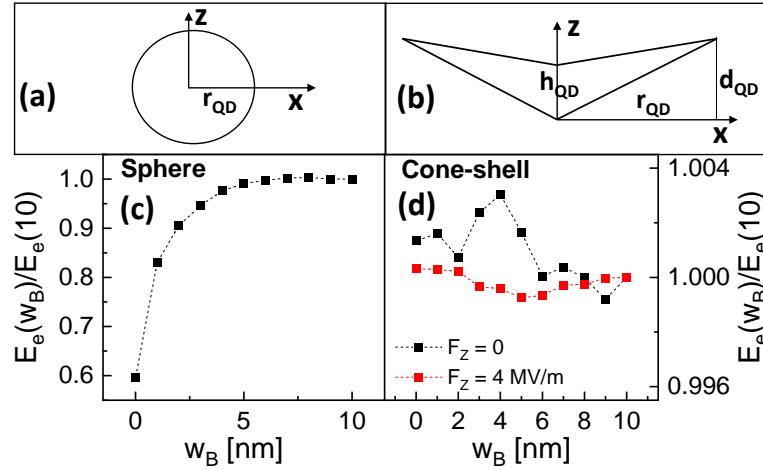 z
(a)
r_QD
x
z
(b)
h_QD
r_QD
d_QD
x
Sphere
(c)
1.0
0.9
0.8
0.7
0.6
E_e(w_B)/E_e(10)
0
5
10
w_B [nm]
Cone-shell
(d)
F_Z = 0
F_Z = 4 MV/m
0
2
4
6
8
10
w_B [nm]
1.004
1.000
0.996
E_e(w_B)/E_e(10)